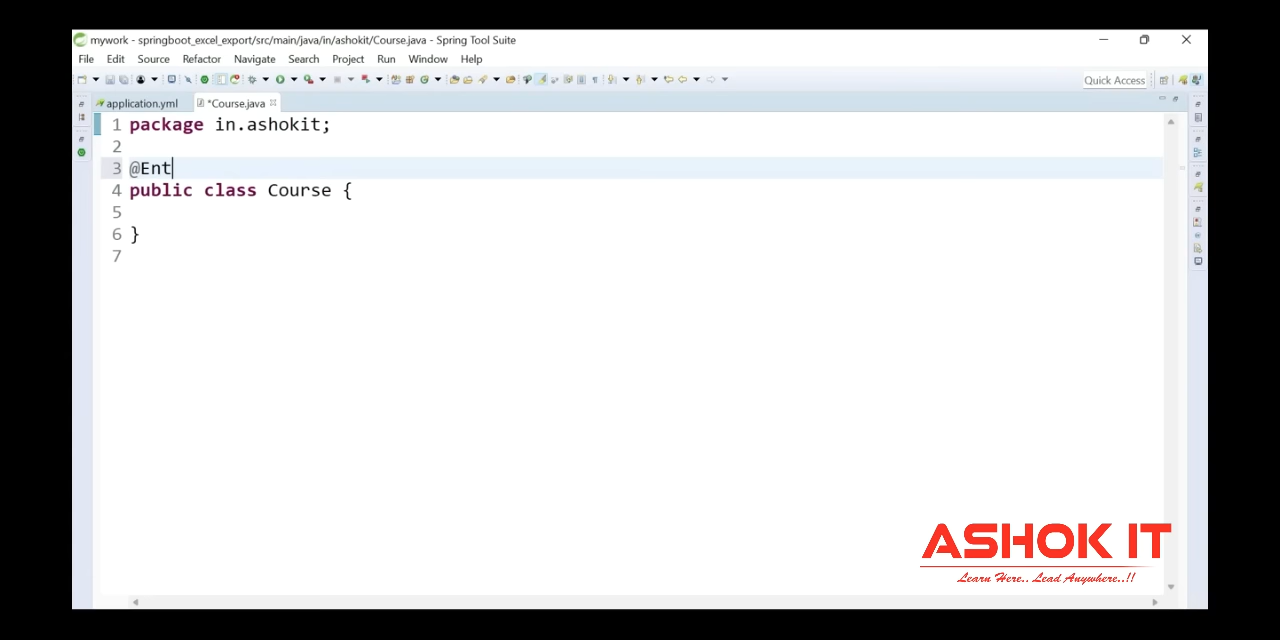 mywork - springboot_excel_export/src/main/java/in/ashokit/Course.java - Spring Tool Suite
File Edit Source Refactor Navigate Search Project Run Window Help
Quick Access
application.yml *Course.java
1 package in.ashokit;
2
3 @Ent
4 public class Course {
5
6 }
7
ASHOK IT
Learn Here.. Lead Anywhere..!!